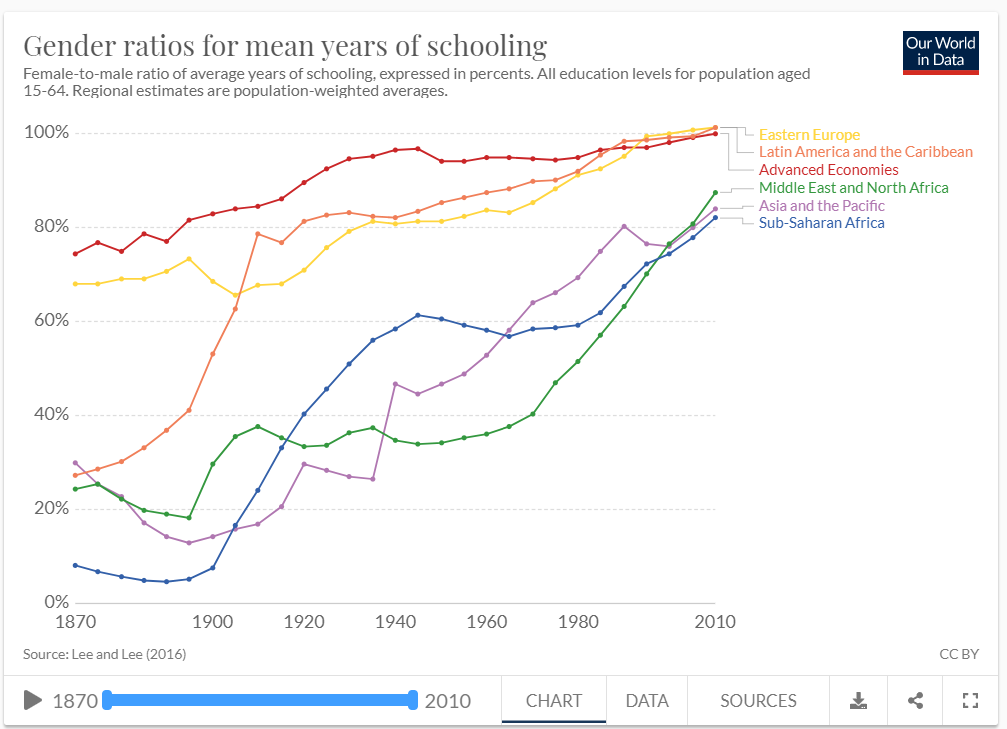 Gender ratios for mean years of schooling
Our World
in Data
Female-to-male ratio of average years of schooling, expressed in percents. All education levels for population aged
15-64. Regional estimates are population-weighted averages.
100%
80%
60%
40%
20%
0%
Eastern Europe
Latin America and the Caribbean
Advanced Economies
Middle East and North Africa
Asia and the Pacific
Sub-Saharan Africa
1870 1900 1920 1940 1960 1980 2010
Source: Lee and Lee (2016) CC BY
1870 2010 CHART DATA SOURCES